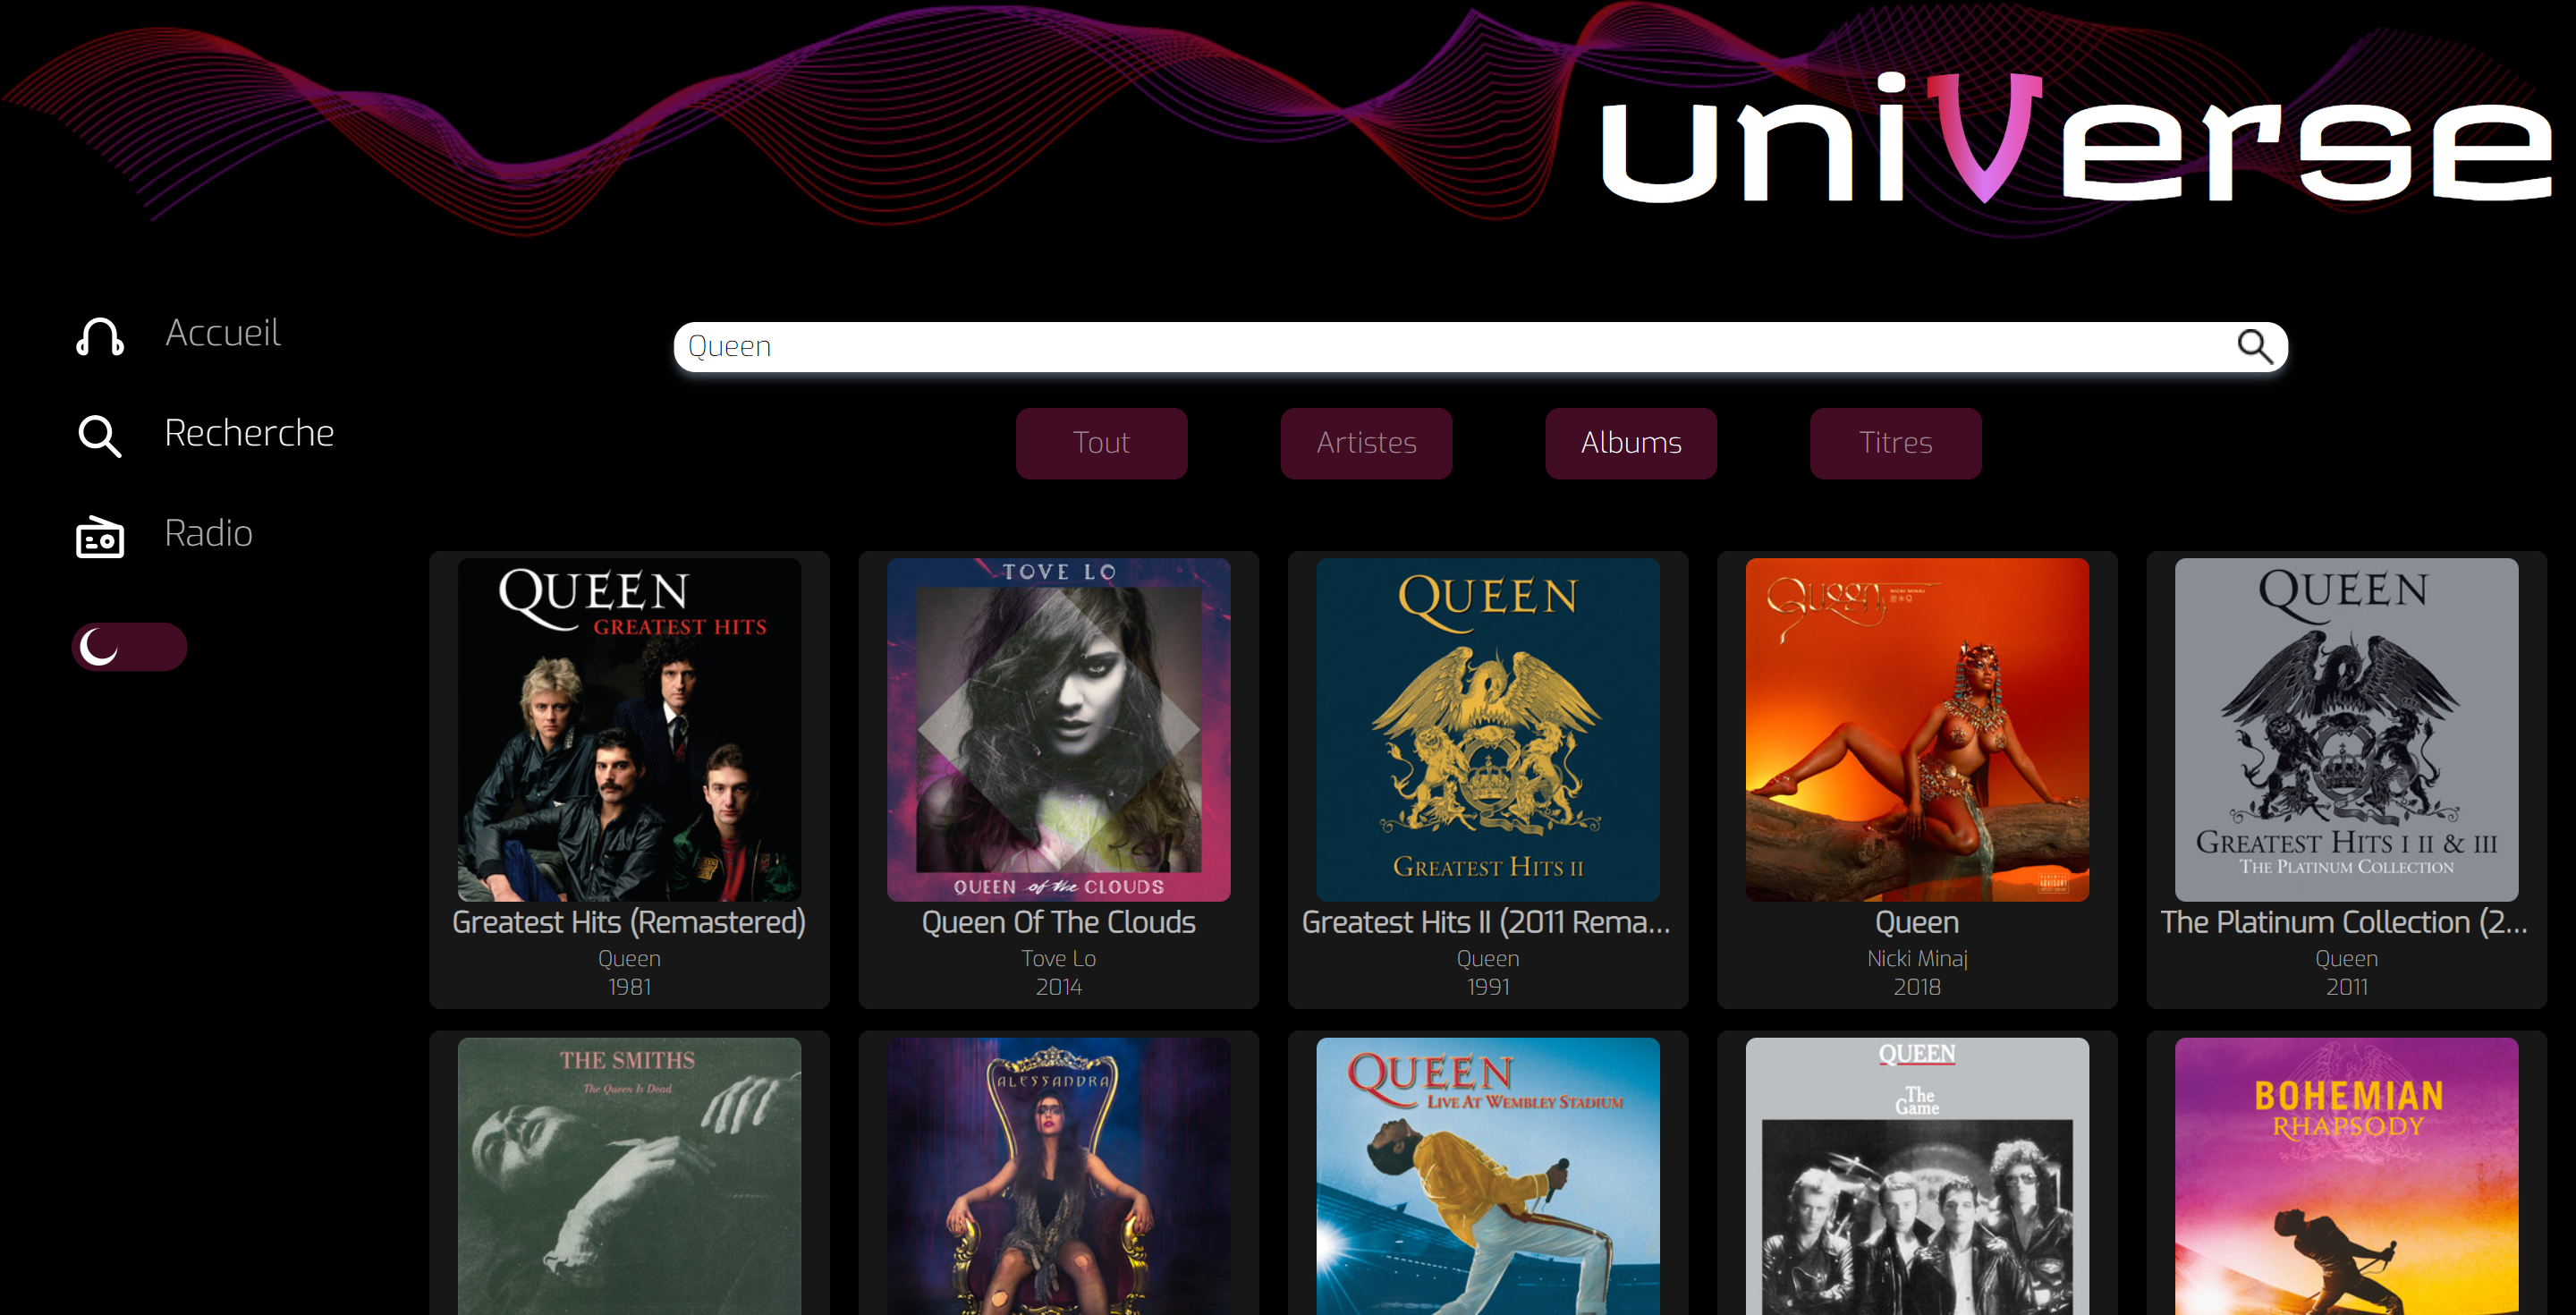 uniVerse
Accueil
Recherche
Radio
Queen
Tout
Artistes
Albums
Titres
QUEEN
GREATEST HITS
Greatest Hits (Remastered)
Queen
1981
TOVE LO
QUEEN of the CLOUDS
Queen Of The Clouds
Tove Lo
2014
QUEEN
GREATEST HITS II
Greatest Hits II (2011 Rema...
Queen
1991
Queen
NICKI MINAJ
ADVISORY
Queen
Nicki Minaj
2018
QUEEN
GREATEST HITS I II & III
THE PLATINUM COLLECTION
The Platinum Collection (2...
Queen
2011
THE SMITHS
The Queen Is Dead
ALESSANDRA
QUEEN
LIVE AT WEMBLEY STADIUM
QUEEN
The
Game
BOHEMIAN
RHAPSODY